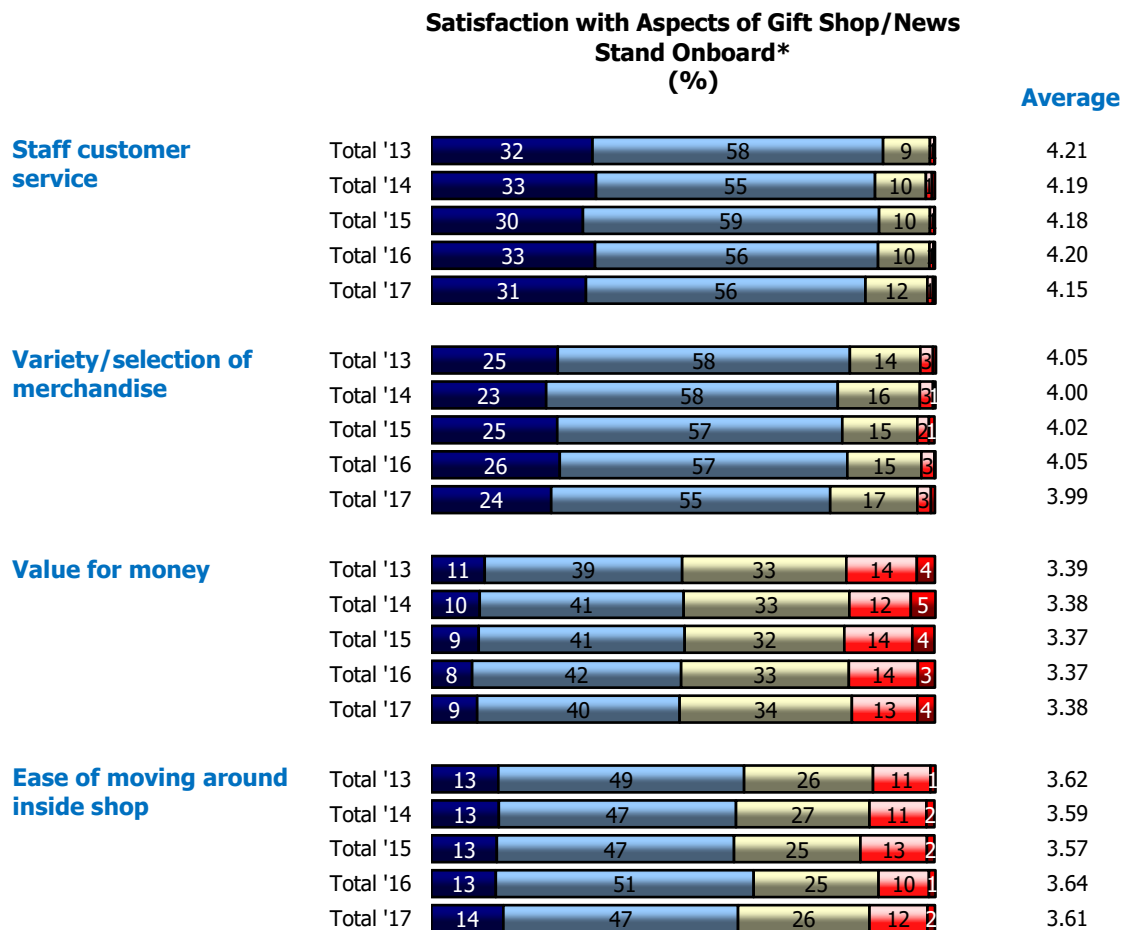 Satisfaction with Aspects of Gift Shop/News
Stand Onboard*
(%)
Average
Staff customer
service
Total '13 32 58 9 1 4.21
Total '14 33 55 10 1 4.19
Total '15 30 59 10 1 4.18
Total '16 33 56 10 1 4.20
Total '17 31 56 12 1 4.15
Variety/selection of
merchandise
Total '13 25 58 14 3 4.05
Total '14 23 58 16 3 1 4.00
Total '15 25 57 15 2 1 4.02
Total '16 26 57 15 3 4.05
Total '17 24 55 17 3 3.99
Value for money
Total '13 11 39 33 14 4 3.39
Total '14 10 41 33 12 5 3.38
Total '15 9 41 32 14 4 3.37
Total '16 8 42 33 14 3 3.37
Total '17 9 40 34 13 4 3.38
Ease of moving around
inside shop
Total '13 13 49 26 11 1 3.62
Total '14 13 47 27 11 2 3.59
Total '15 13 47 25 13 2 3.57
Total '16 13 51 25 10 1 3.64
Total '17 14 47 26 12 2 3.61